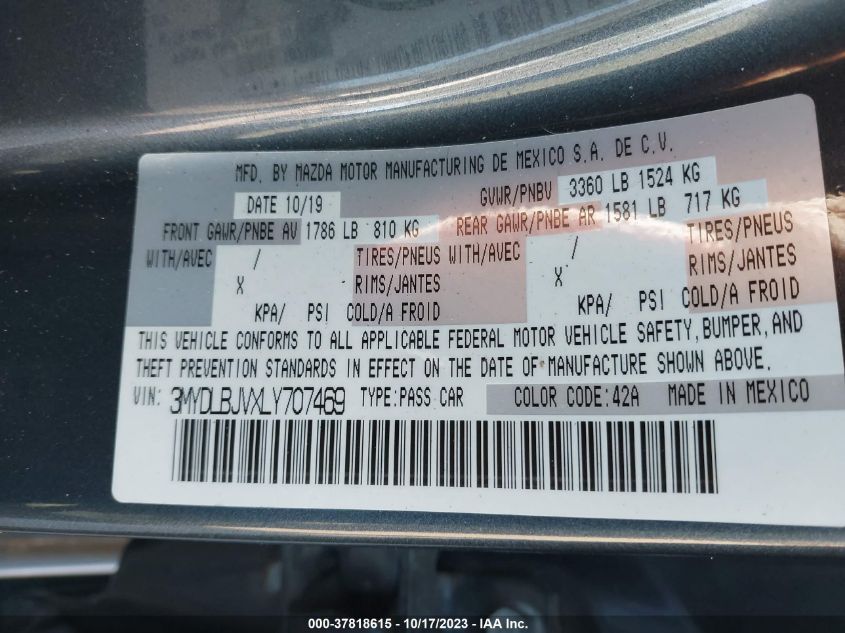 MFD. BY MAZDA MOTOR MANUFACTURING DE MEXICO S.A. DE C.V.
DATE 10/19 GVWR/PNBV 3360 LB 1524 KG
FRONT GAWR/PNBE AV 1786 LB 810 KG REAR GAWR/PNBE AR 1581 LB 717 KG
WITH/AVEC / TIRES/PNEUS WITH/AVEC / TIRES/PNEUS
X RIMS/JANTES X RIMS/JANTES
KPA/ PSI COLD/A FROID KPA/ PSI COLD/A FROID
THIS VEHICLE CONFORMS TO ALL APPLICABLE FEDERAL MOTOR VEHICLE SAFETY, BUMPER, AND
THEFT PREVENTION STANDARDS IN EFFECT ON THE DATE OF MANUFACTURE SHOWN ABOVE.
VIN: 3MYDLBJVXLY707469 TYPE:PASS CAR COLOR CODE:42A MADE IN MEXICO
000-37818615 - 10/17/2023 - IAA Inc.